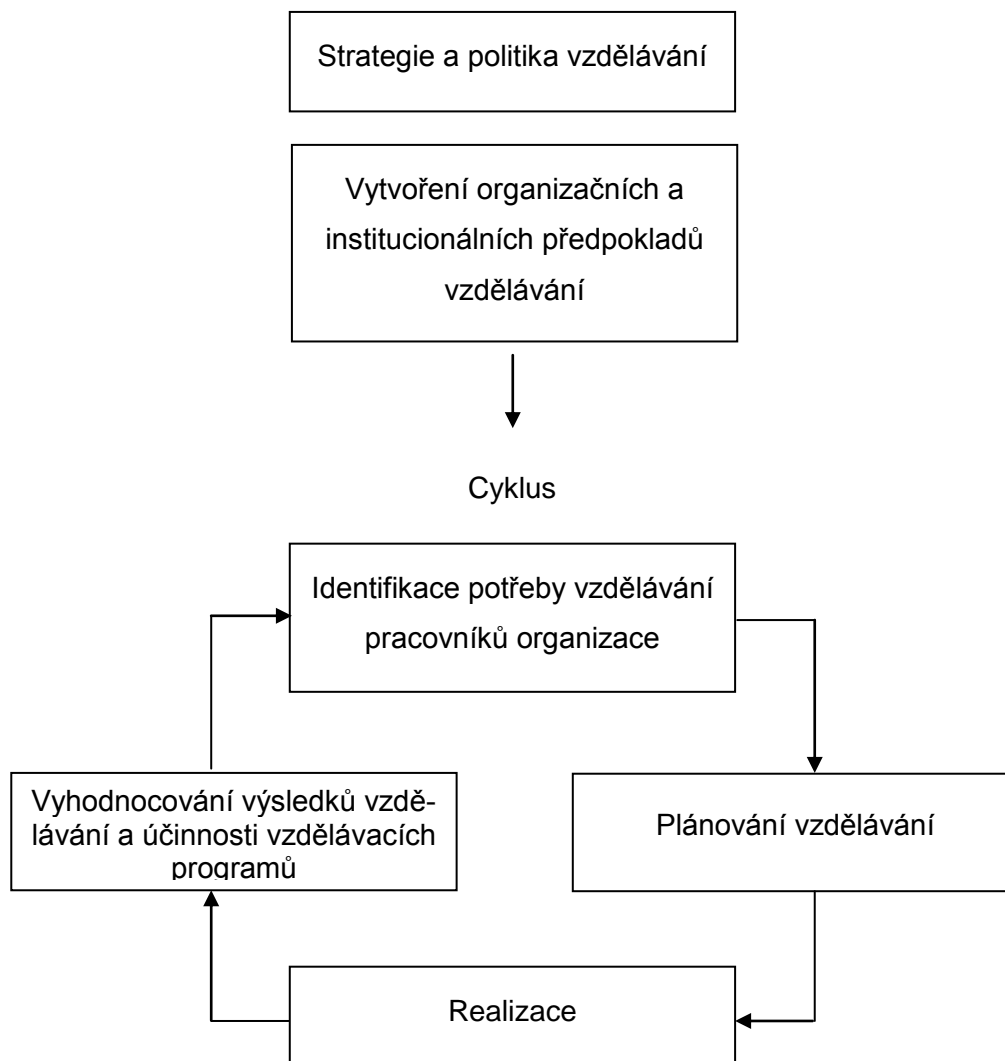 Strategie a politika vzdělávání
Vytvoření organizačních a
institucionálních předpokladů
vzdělávání
Cyklus
Identifikace potřeby vzdělávání
pracovníků organizace
Vyhodnocování výsledků vzdě-
lávání a účinnosti vzdělávacích
programů
Plánování vzdělávání
Realizace